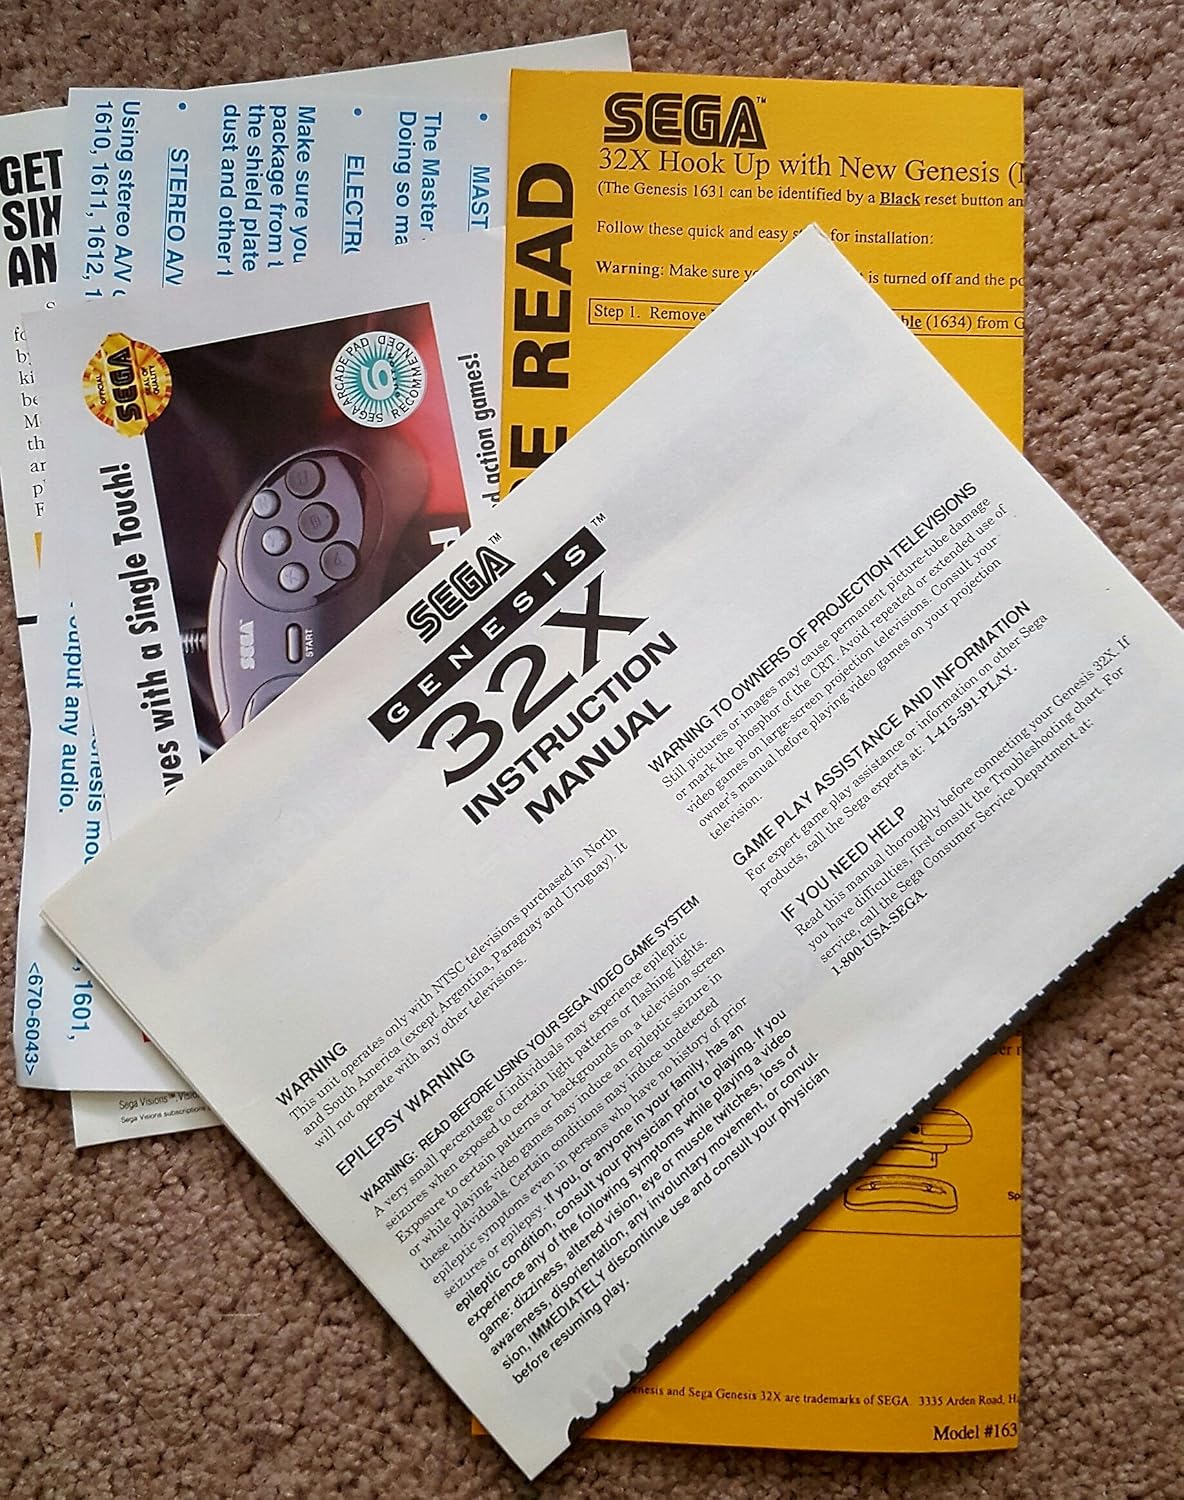 GET
SIX
AN
Using stereo A/V
1610, 1611, 1612, 1
• STEREO A/V
Make sure you
package from t
the shield plate
dust and other
• ELECTR
The Master
Doing so ma
• MAST
output any audio.
enesis mo
, 1601,
<670-6043>
OFFICIAL
SEGA
SEAL OF
QUALITY
SEGA ARCADE PAD
6
RECOMMENDED
d action games!
ves with a Single Touch!
SEGA
START
Sega Visions™
Sega Visions subscriptions
SE READ
SEGA™
32X Hook Up with New Genesis (
(The Genesis 1631 can be identified by a Black reset button an
Follow these quick and easy for installation:
Warning: Make sure is turned off and the po
Step 1. Remove ble (1634) from G
enesis and Sega Genesis 32X are trademarks of SEGA 3335 Arden Road, H
Model #163
SEGA™
GENESIS™
32X
INSTRUCTION
MANUAL
WARNING
This unit operates only with NTSC televisions purchased in North
and South America (except Argentina, Paraguay and Uruguay). It
will not operate with any other televisions.
EPILEPSY WARNING
WARNING: READ BEFORE USING YOUR SEGA VIDEO GAME SYSTEM
A very small percentage of individuals may experience epileptic
seizures when exposed to certain light patterns or flashing lights.
Exposure to certain patterns or backgrounds on a television screen
or while playing video games may induce an epileptic seizure in
these individuals. Certain conditions may induce undetected
epileptic symptoms even in persons who have no history of prior
seizures or epilepsy. If you, or anyone in your family, has an
epileptic condition, consult your physician prior to playing. If you
experience any of the following symptoms while playing a video
game: dizziness, altered vision, eye or muscle twitches, loss of
awareness, disorientation, any involuntary movement, or convul-
sion, IMMEDIATELY discontinue use and consult your physician
before resuming play.
WARNING TO OWNERS OF PROJECTION TELEVISIONS
Still pictures or images may cause permanent picture-tube damage
or mark the phosphor of the CRT. Avoid repeated or extended use of
video games on large-screen projection televisions. Consult your
owner's manual before playing video games on your projection
television.
GAME PLAY ASSISTANCE AND INFORMATION
For expert game play assistance or information on other Sega
products, call the Sega experts at: 1-415-591-PLAY.
IF YOU NEED HELP
Read this manual thoroughly before connecting your Genesis 32X. If
you have difficulties, first consult the Troubleshooting chart. For
service, call the Sega Consumer Service Department at:
1-800-USA-SEGA.